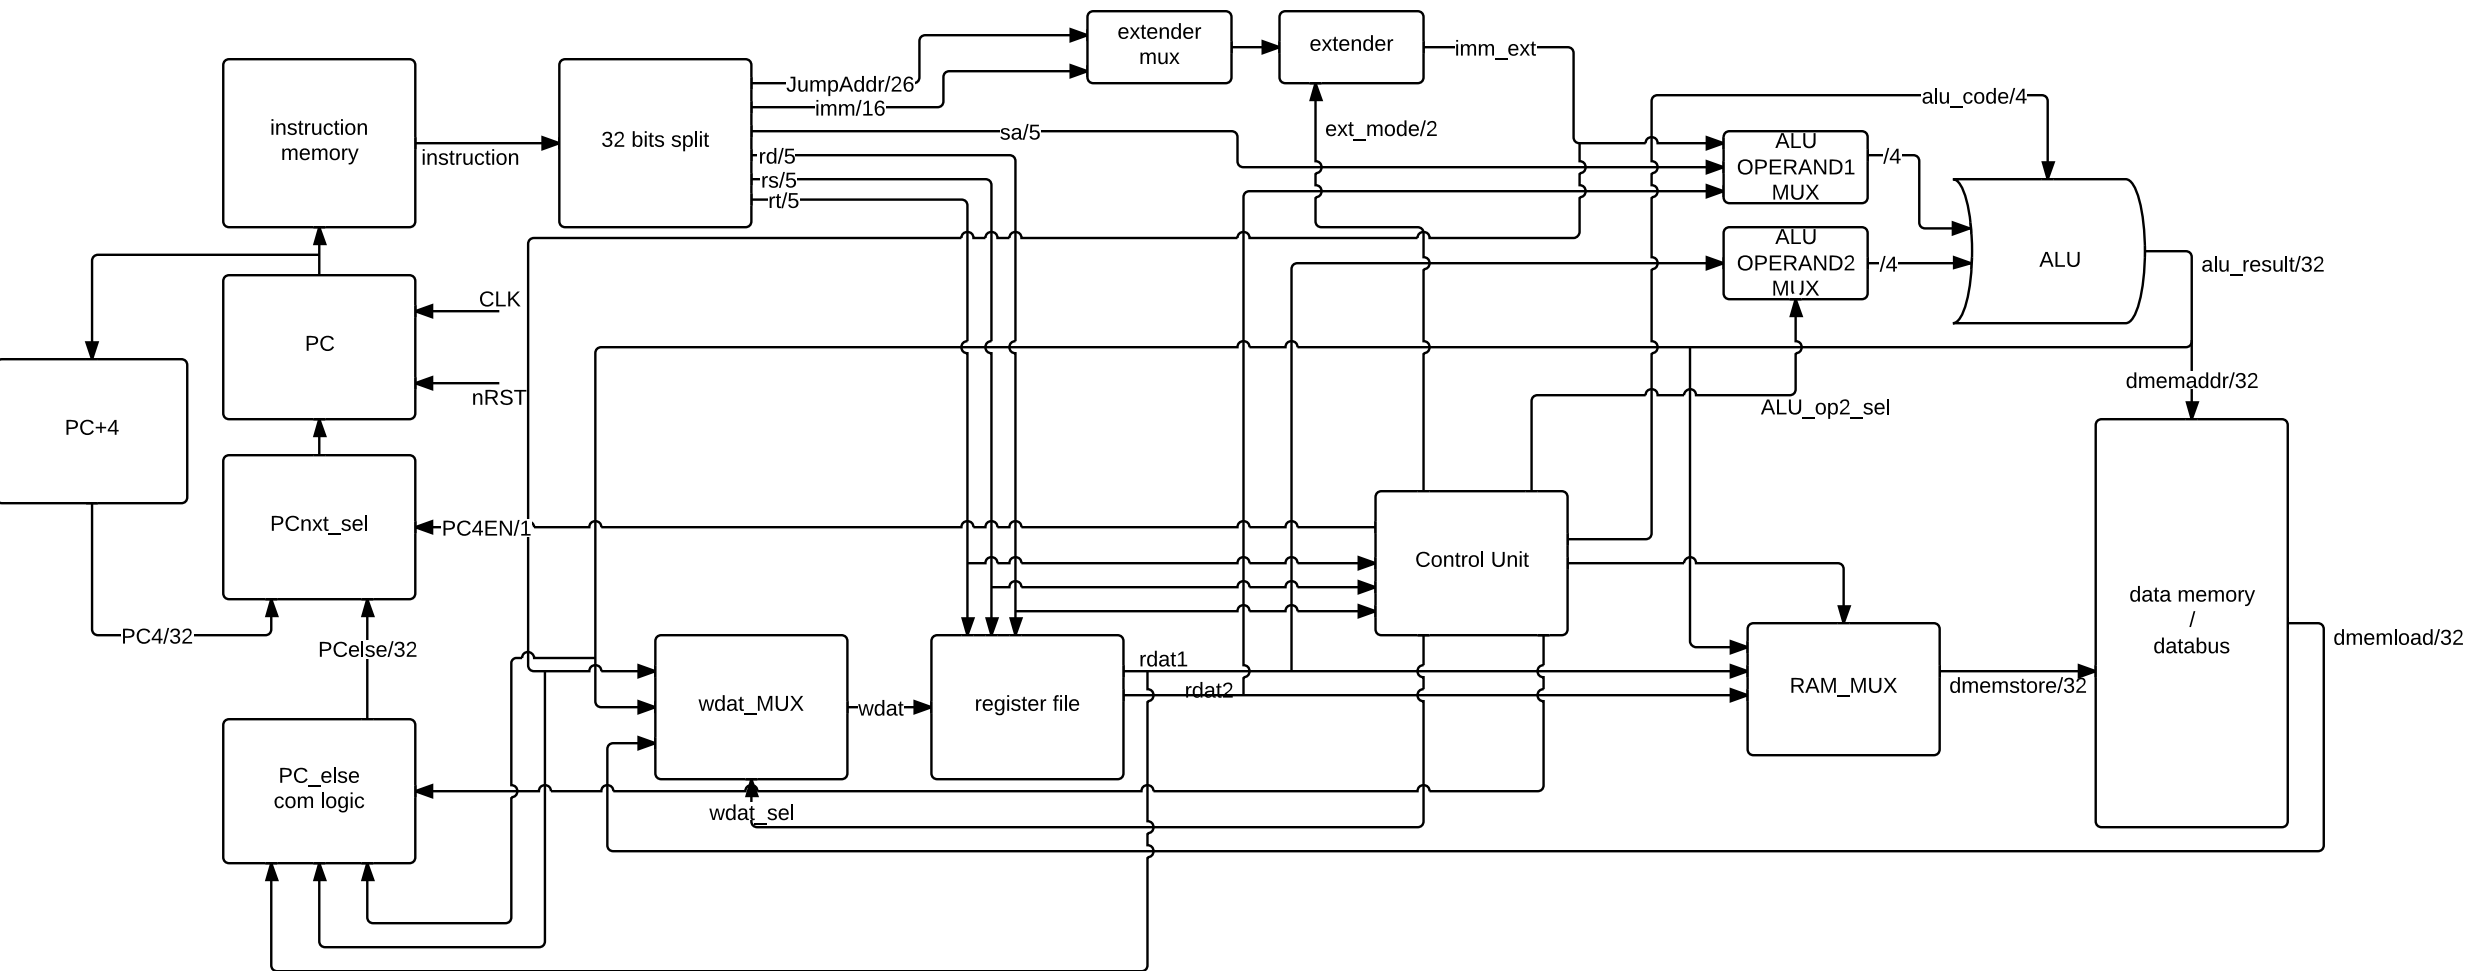 extender
mux
extender
imm_ext
JumpAddr/26
imm/16
sa/5
rd/5
rs/5
rt/5
instruction
memory
instruction
32 bits split
ext_mode/2
alu_code/4
ALU
OPERAND1
MUX
/4
ALU
OPERAND2
MUX
/4
ALU
alu_result/32
CLK
PC
nRST
PC+4
dmemaddr/32
ALU_op2_sel
PCnxt_sel
PC4EN/1
Control Unit
data memory
/
databus
PC4/32
PCelse/32
dmemload/32
rdat1
rdat2
wdat_MUX
wdat
register file
RAM_MUX
dmemstore/32
PC_else
com logic
wdat_sel